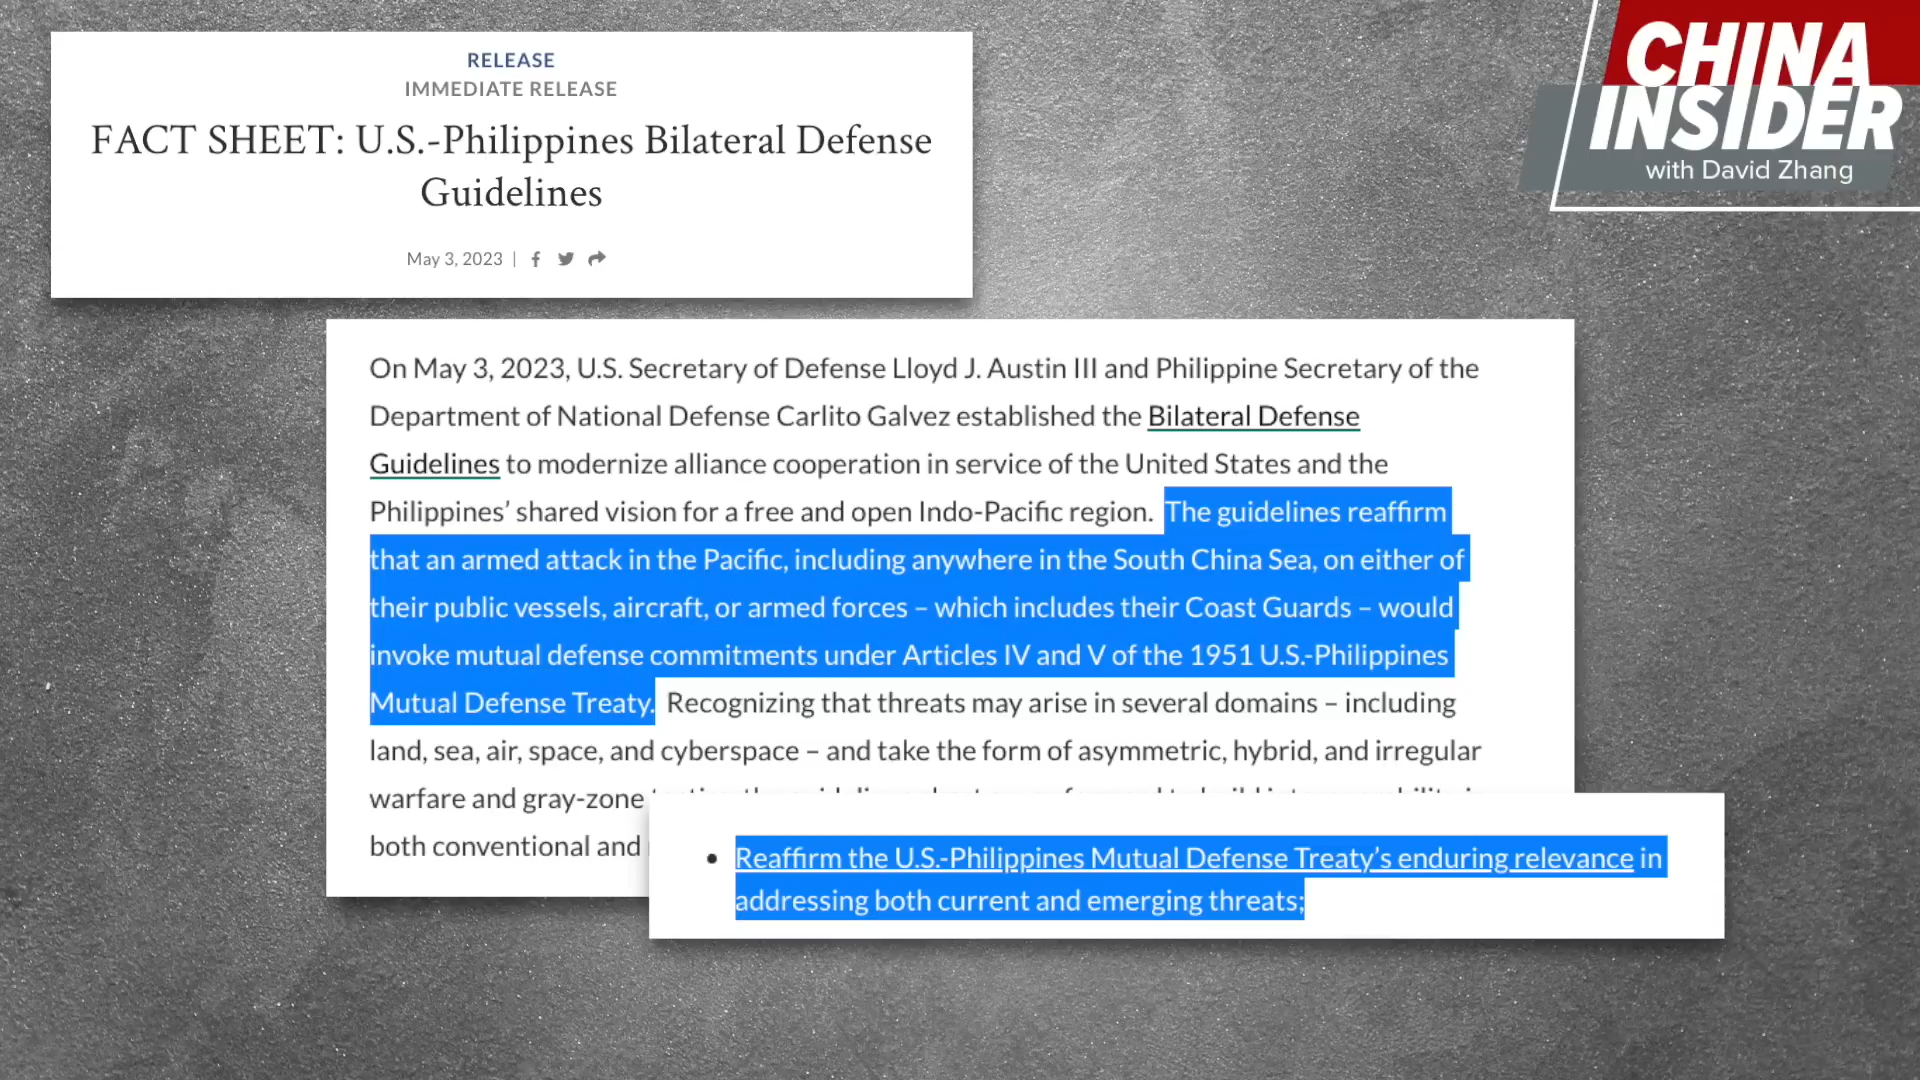 RELEASE
IMMEDIATE RELEASE
FACT SHEET: U.S.-Philippines Bilateral Defense
Guidelines
May 3, 2023 |
CHINA
INSIDER
with David Zhang
On May 3, 2023, U.S. Secretary of Defense Lloyd J. Austin III and Philippine Secretary of the
Department of National Defense Carlito Galvez established the Bilateral Defense
Guidelines to modernize alliance cooperation in service of the United States and the
Philippines’ shared vision for a free and open Indo-Pacific region. The guidelines reaffirm
that an armed attack in the Pacific, including anywhere in the South China Sea, on either of
their public vessels, aircraft, or armed forces – which includes their Coast Guards – would
invoke mutual defense commitments under Articles IV and V of the 1951 U.S.-Philippines
Mutual Defense Treaty. Recognizing that threats may arise in several domains – including
land, sea, air, space, and cyberspace – and take the form of asymmetric, hybrid, and irregular
warfare and gray-zone
both conventional and
• Reaffirm the U.S.-Philippines Mutual Defense Treaty’s enduring relevance in
addressing both current and emerging threats;